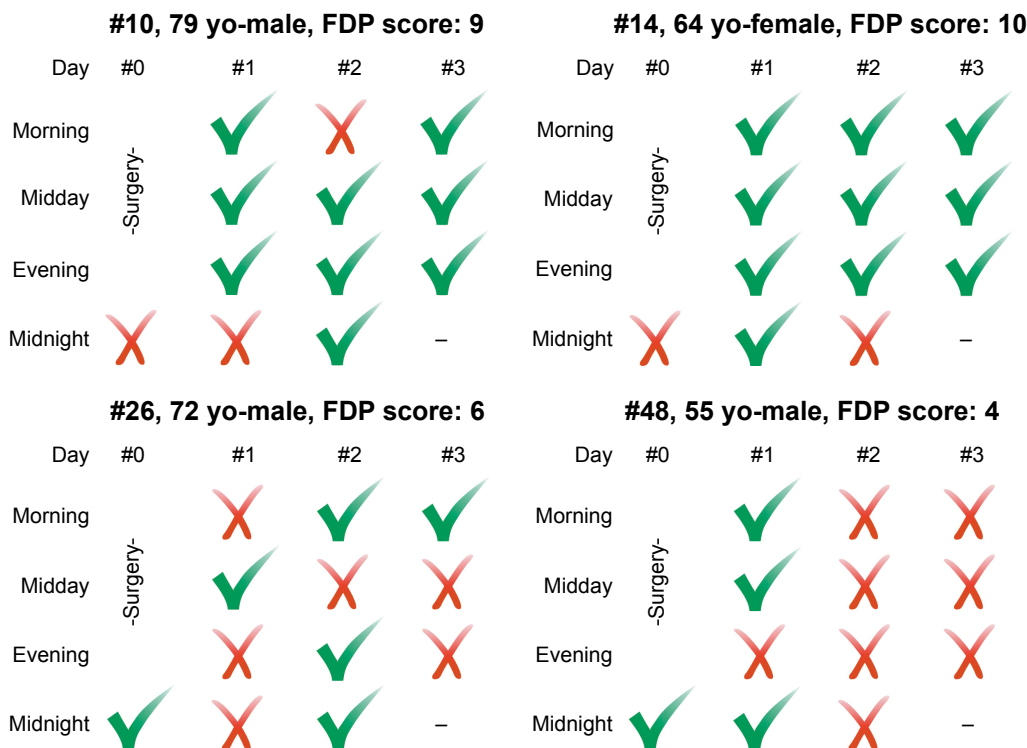 #10, 79 yo-male, FDP score: 9
Day #0 #1 #2 #3
Morning
-Surgery-
Midday
Evening
Midnight –
#14, 64 yo-female, FDP score: 10
Day #0 #1 #2 #3
Morning
-Surgery-
Midday
Evening
Midnight –
#26, 72 yo-male, FDP score: 6
Day #0 #1 #2 #3
Morning
-Surgery-
Midday
Evening
Midnight –
#48, 55 yo-male, FDP score: 4
Day #0 #1 #2 #3
Morning
-Surgery-
Midday
Evening
Midnight –